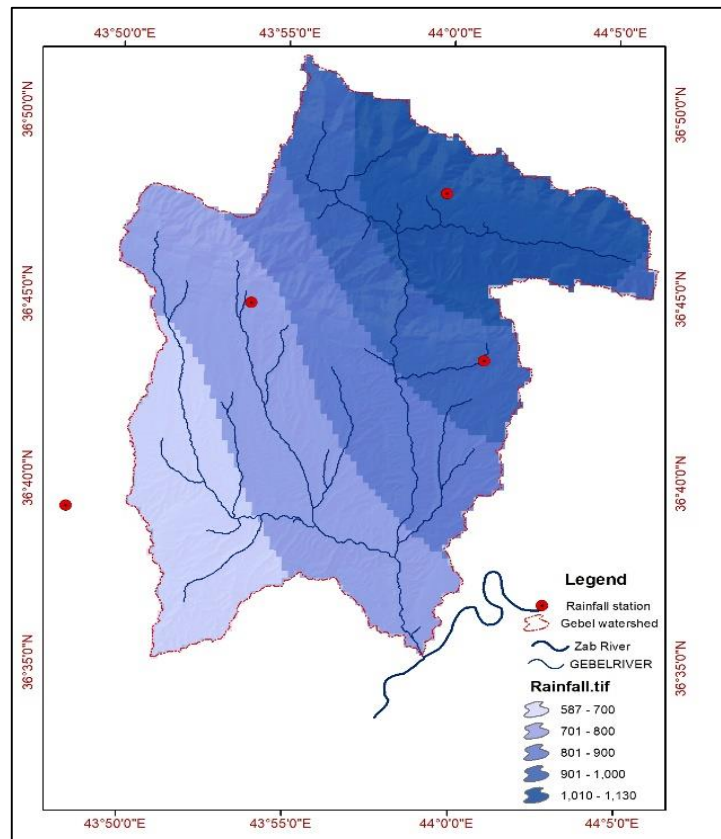 43°50'0"E 43°55'0"E 44°0'0"E 44°5'0"E
36°50'0"N 36°50'0"N
36°45'0"N 36°45'0"N
36°40'0"N 36°40'0"N
36°35'0"N 36°35'0"N
Legend
Rainfall station
Gebel watershed
Zab River
GEBELRIVER
Rainfall.tif
587 - 700
701 - 800
801 - 900
901 - 1,000
1,010 - 1,130
43°50'0"E 43°55'0"E 44°0'0"E 44°5'0"E